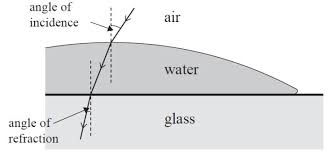 angle of
incidence
air
water
glass
angle of
refraction